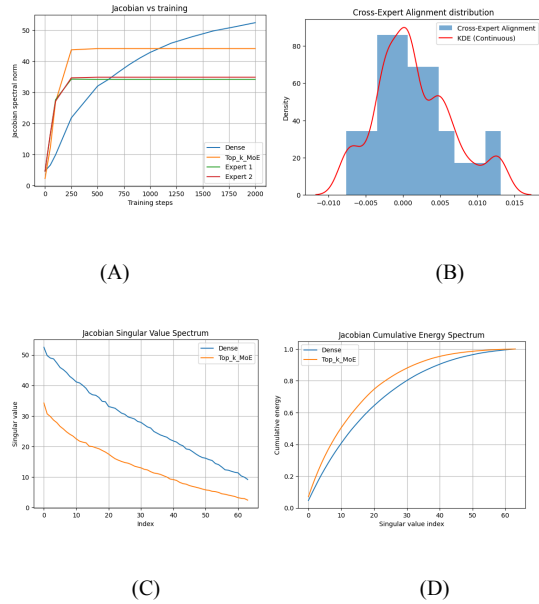 Jacobian vs training
Jacobian spectral norm
50
40
30
20
10
0
0 250 500 750 1000 1250 1500 1750 2000
Training steps
Dense
Top_k_MoE
Expert 1
Expert 2
(A)
Cross-Expert Alignment distribution
Density
80
60
40
20
0
−0.010 −0.005 0.000 0.005 0.010 0.015
Cross-Expert Alignment
KDE (Continuous)
(B)
Jacobian Singular Value Spectrum
Singular value
50
40
30
20
10
0
0 10 20 30 40 50 60
Index
Dense
Top_k_MoE
(C)
Jacobian Cumulative Energy Spectrum
Cumulative energy
1.0
0.8
0.6
0.4
0.2
0.0
0 10 20 30 40 50 60
Singular value index
Dense
Top_k_MoE
(D)